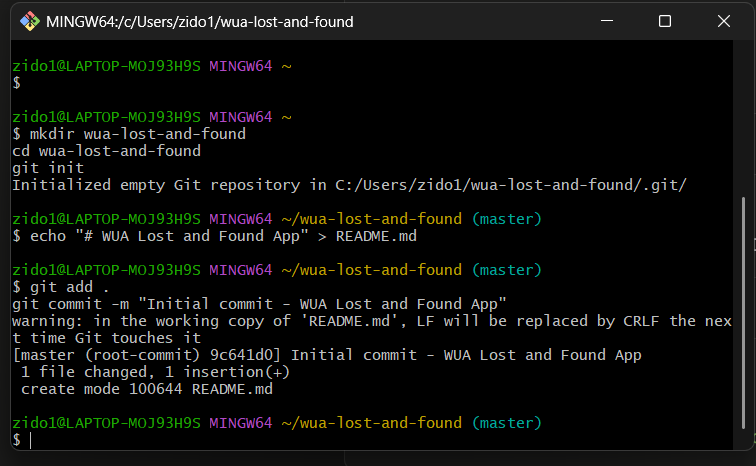 MINGW64:/c/Users/zido1/wua-lost-and-found
zido1@LAPTOP-MOJ93H9S MINGW64 ~
$
zido1@LAPTOP-MOJ93H9S MINGW64 ~
$ mkdir wua-lost-and-found
cd wua-lost-and-found
git init
Initialized empty Git repository in C:/Users/zido1/wua-lost-and-found/.git/
zido1@LAPTOP-MOJ93H9S MINGW64 ~/wua-lost-and-found (master)
$ echo "# WUA Lost and Found App" > README.md
zido1@LAPTOP-MOJ93H9S MINGW64 ~/wua-lost-and-found (master)
$ git add .
git commit -m "Initial commit - WUA Lost and Found App"
warning: in the working copy of 'README.md', LF will be replaced by CRLF the nex
t time Git touches it
[master (root-commit) 9c641d0] Initial commit - WUA Lost and Found App
 1 file changed, 1 insertion(+)
 create mode 100644 README.md
zido1@LAPTOP-MOJ93H9S MINGW64 ~/wua-lost-and-found (master)
$